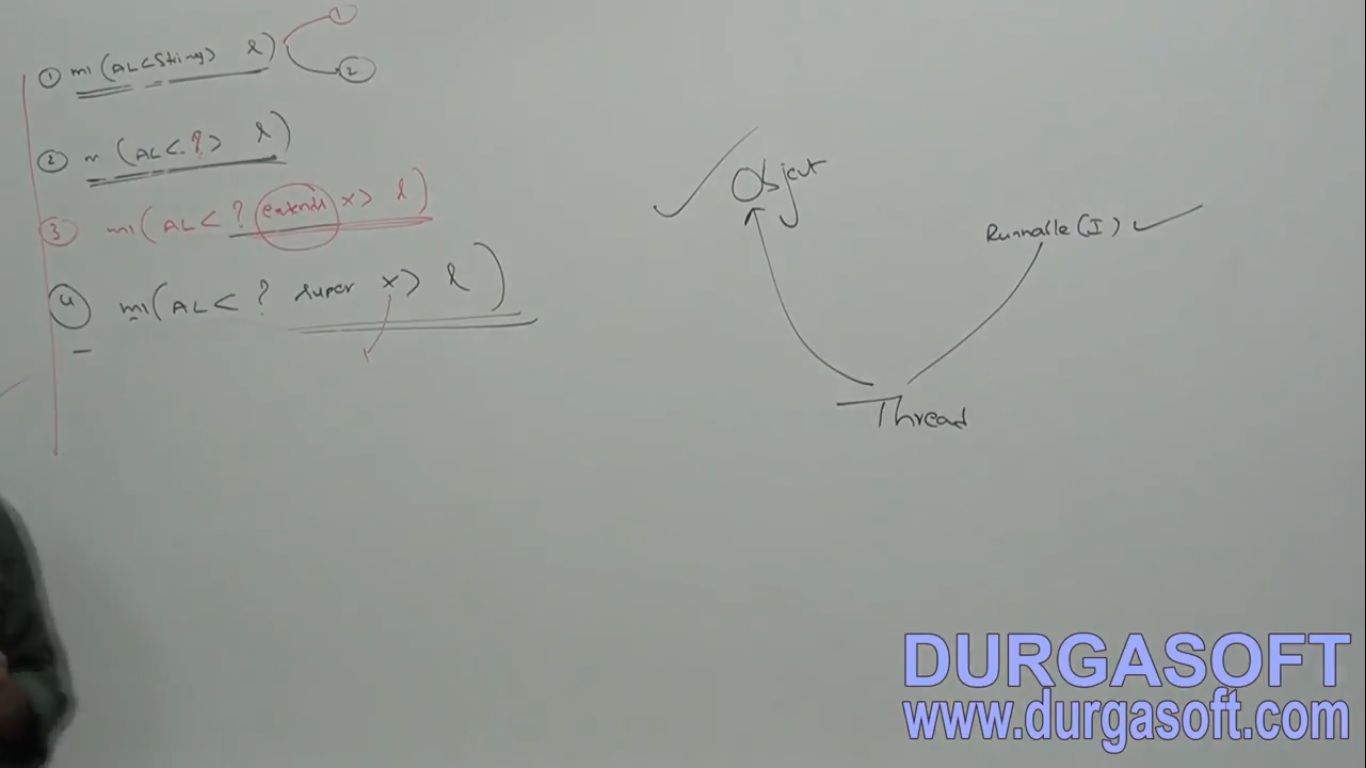 ① m1(AL<String> l) ①
②
② m(AL<?> l)
③ m1(AL<? extends x> l)
④ m1(AL<? super x> l)
Object
Runnable(I)
Thread
DURGASOFT
www.durgasoft.com